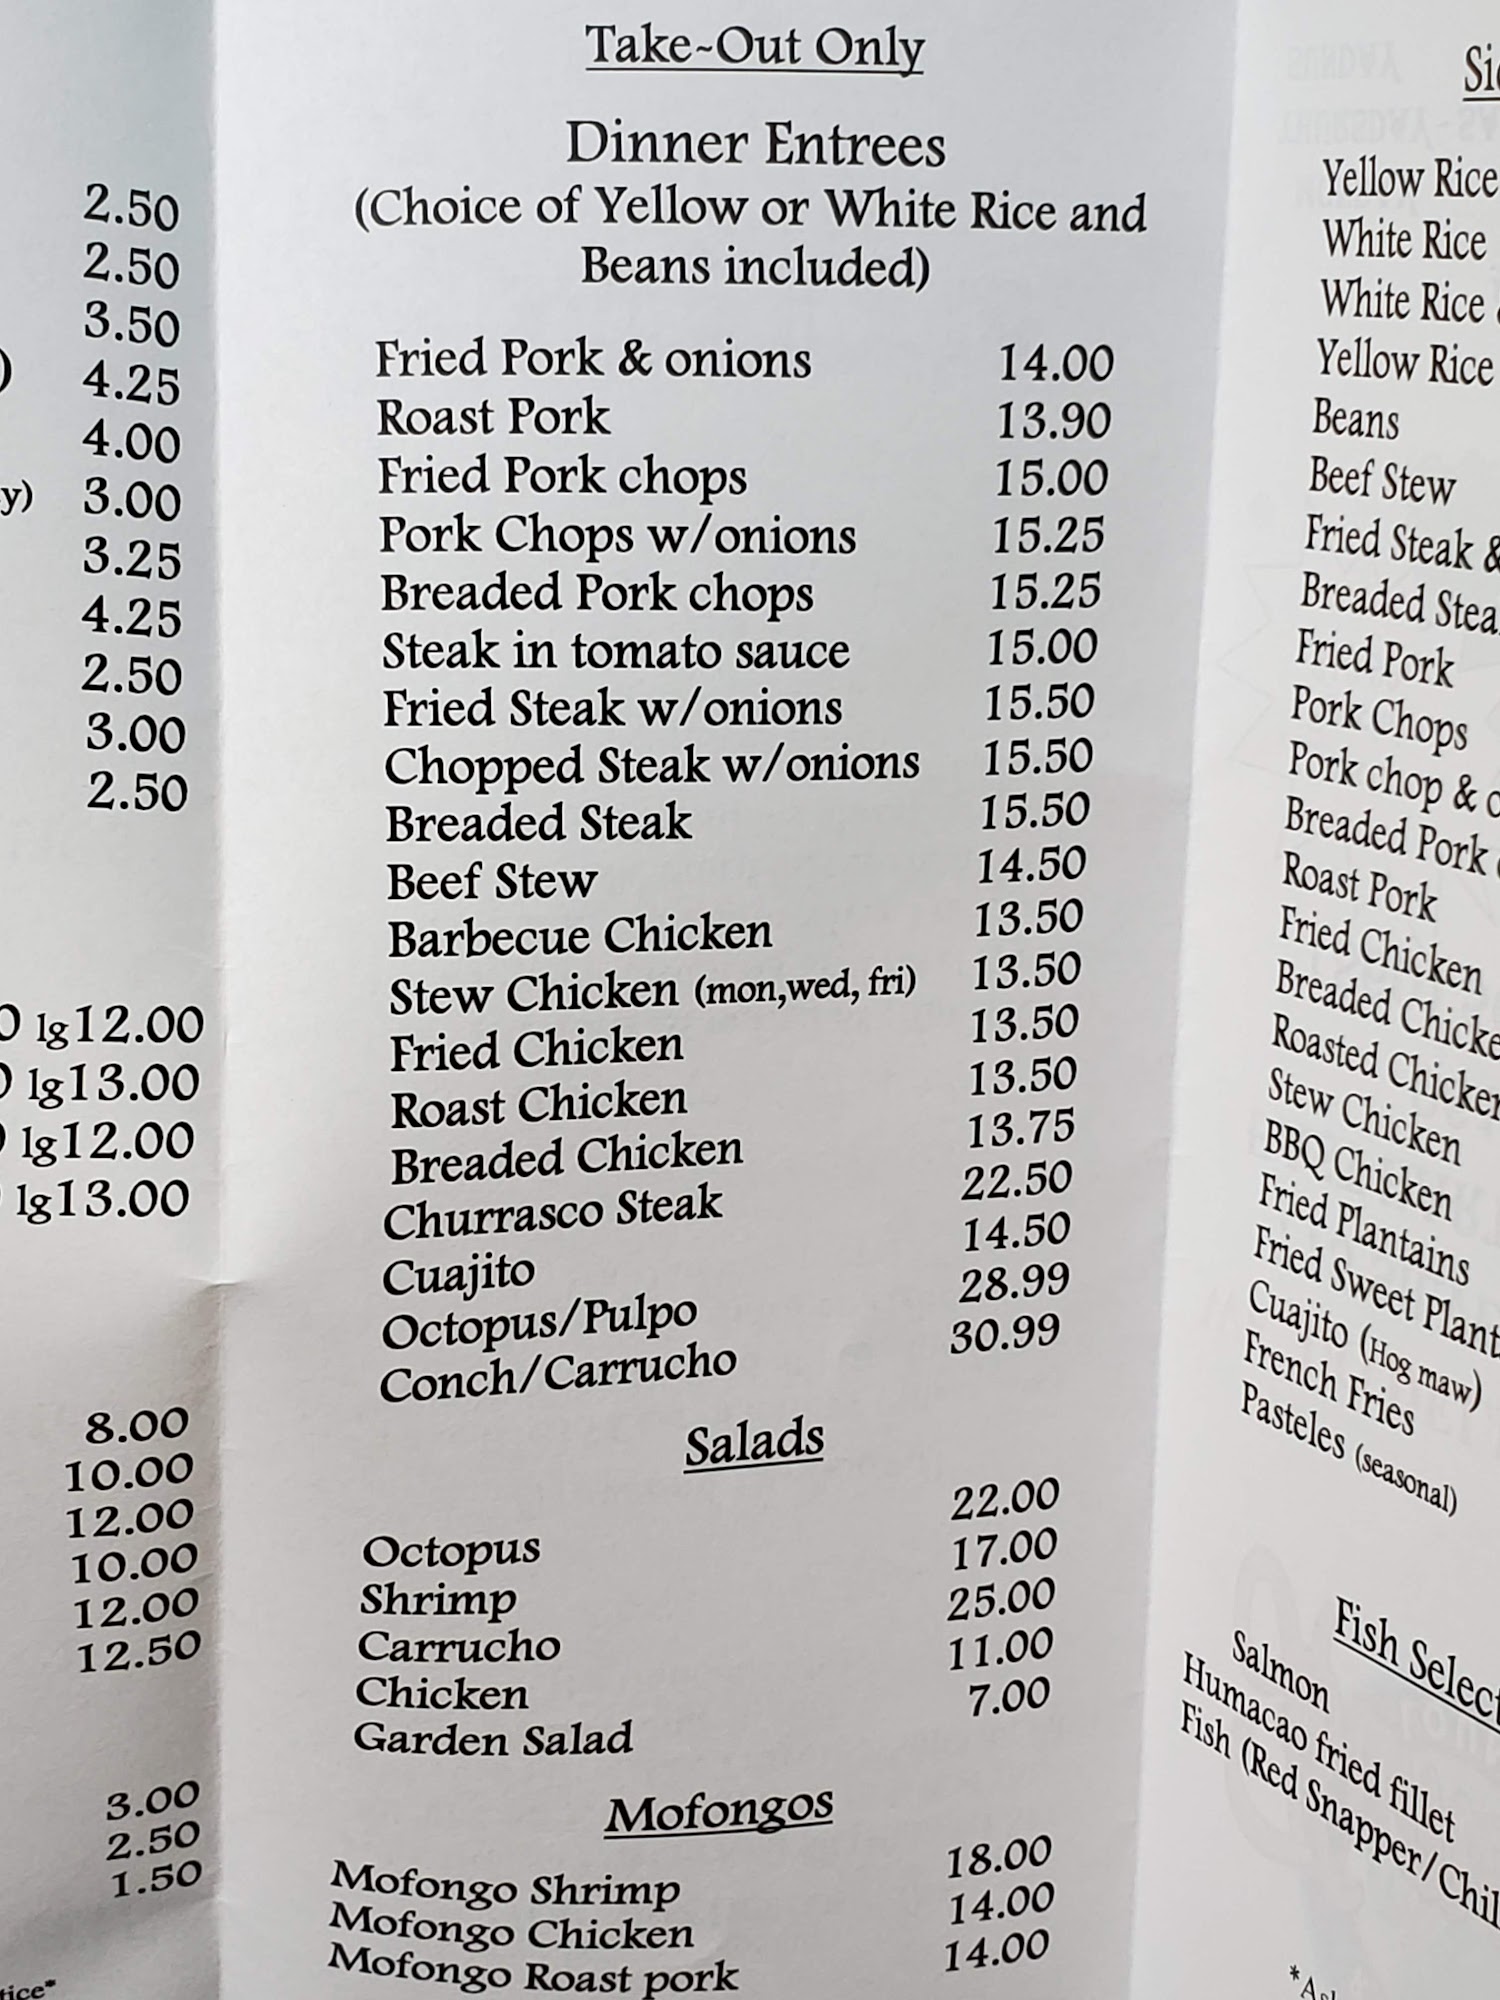 2.50
2.50
3.50
) 4.25
4.00
y) 3.00
3.25
4.25
2.50
3.00
2.50
0 lg12.00
lg13.00
lg12.00
lg13.00
8.00
10.00
12.00
10.00
12.00
12.50
3.00
2.50
1.50
tice*
Take-Out Only
Dinner Entrees
(Choice of Yellow or White Rice and
Beans included)
Fried Pork & onions 14.00
Roast Pork 13.90
Fried Pork chops 15.00
Pork Chops w/onions 15.25
Breaded Pork chops 15.25
Steak in tomato sauce 15.00
Fried Steak w/onions 15.50
Chopped Steak w/onions 15.50
Breaded Steak 15.50
Beef Stew 14.50
Barbecue Chicken 13.50
Stew Chicken (mon,wed, fri) 13.50
Fried Chicken 13.50
Roast Chicken 13.50
Breaded Chicken 13.75
Churrasco Steak 22.50
Cuajito 14.50
Octopus/Pulpo 28.99
Conch/Carrucho 30.99
Salads
Octopus 22.00
Shrimp 17.00
Carrucho 25.00
Chicken 11.00
Garden Salad 7.00
Mofongos
Mofongo Shrimp 18.00
Mofongo Chicken 14.00
Mofongo Roast pork 14.00
Si
Yellow Rice
White Rice
White Rice
Yellow Rice
Beans
Beef Stew
Fried Steak &
Breaded Stea
Fried Pork
Pork Chops
Pork chop &
Breaded Pork
Roast Pork
Fried Chicken
Breaded Chicke
Roasted Chicken
Stew Chicken
BBQ Chicken
Fried Plantains
Fried Sweet Plant
Cuajito (Hog maw)
French Fries
Pasteles (seasonal)
Fish Select
Salmon
Humacao fried fillet
Fish (Red Snapper/Chil